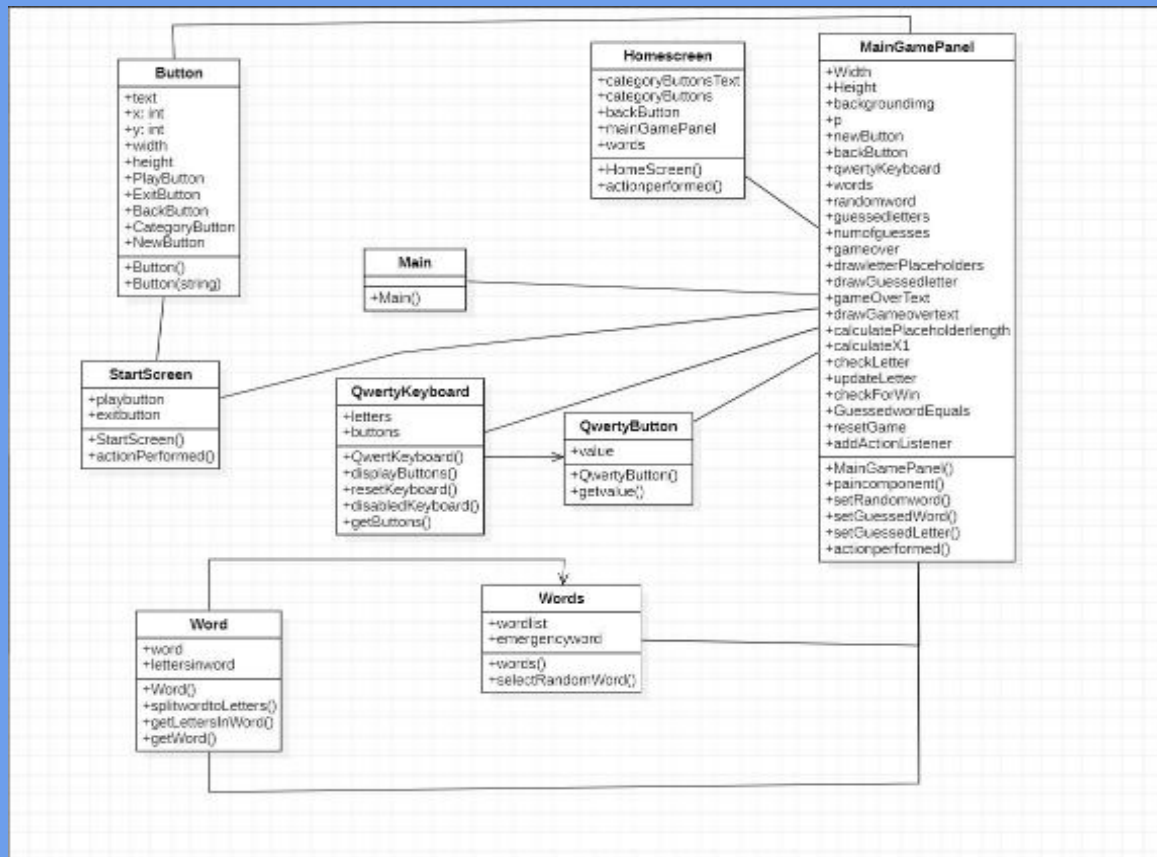 Button
+text
+x: int
+y: int
+width
+height
+PlayButton
+ExitButton
+BackButton
+CategoryButton
+NewButton
+Button()
+Button(string)
Homescreen
+categoryButtonsText
+categoryButtons
+backButton
+mainGamePanel
+words
+HomeScreen()
+actionperformed()
MainGamePanel
+Width
+Height
+backgroundimg
+p
+newButton
+backButton
+qwertyKeyboard
+words
+randomword
+guessedletters
+numofguesses
+gameover
+drawletterPlaceholders
+drawGuessedletter
+gameOverText
+drawGameovertext
+calculatePlaceholderlength
+calculateX1
+checkLetter
+updateLetter
+checkForWin
+GuessedwordEquals
+resetGame
+addActionListener
+MainGamePanel()
+paincomponent()
+setRandomword()
+setGuessedWord()
+setGuessedLetter()
+actionperformed()
Main
+Main()
StartScreen
+playbutton
+exitbutton
+StartScreen()
+actionPerformed()
QwertyKeyboard
+letters
+buttons
+QwertKeyboard()
+displayButtons()
+resetKeyboard()
+disabledKeyboard()
+getButtons()
QwertyButton
+value
+QwertyButton()
+getvalue()
Word
+word
+lettersinword
+Word()
+splitwordtoLetters()
+getLettersInWord()
+getWord()
Words
+wordlist
+emergencyword
+words()
+selectRandomWord()